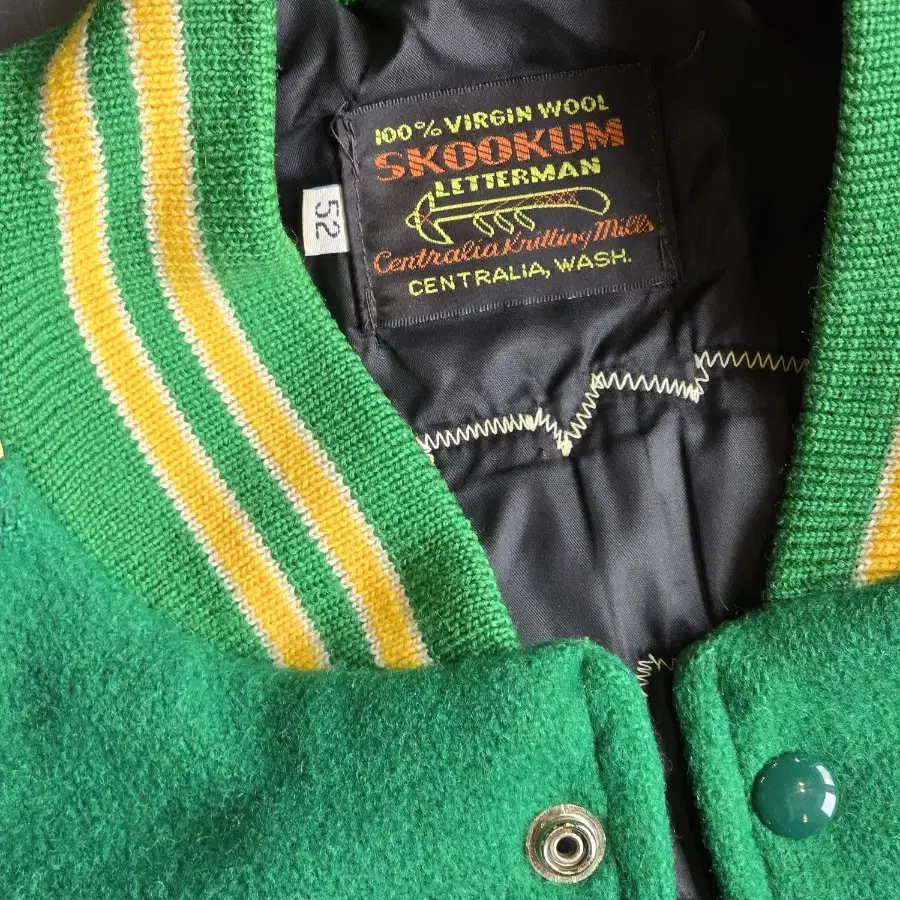 100% VIRGIN WOOL
SKOOKUM
LETTERMAN
Centralia Knitting Mills
CENTRALIA, WASH.
52